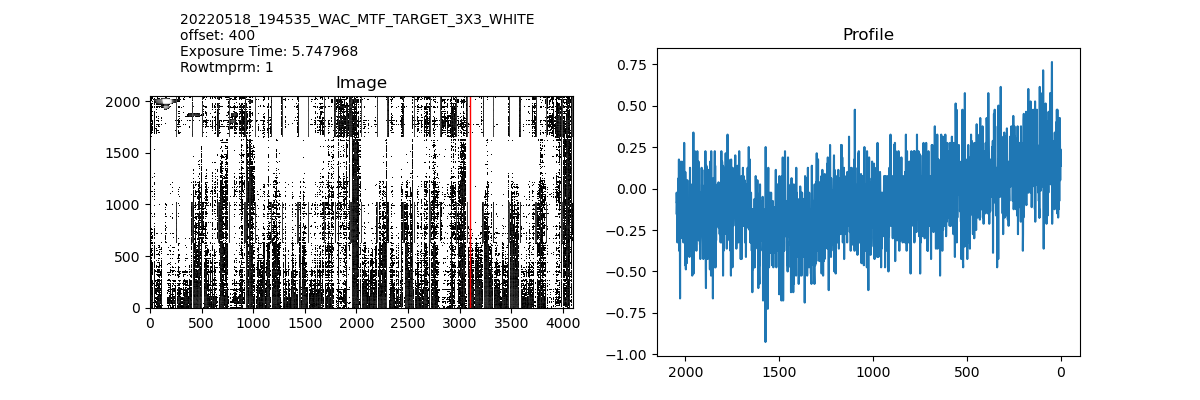 20220518_194535_WAC_MTF_TARGET_3X3_WHITE
offset: 400
Exposure Time: 5.747968
Rowtmprm: 1
Image
2000
1500
1000
500
0
0 500 1000 1500 2000 2500 3000 3500 4000
Profile
0.75
0.50
0.25
0.00
−0.25
−0.50
−0.75
−1.00
2000 1500 1000 500 0